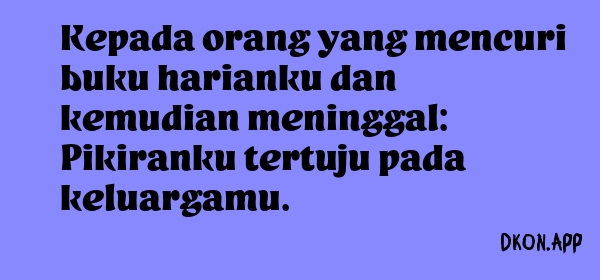 Kepada orang yang mencuri
buku harianku dan
kemudian meninggal:
Pikiranku tertuju pada
keluargamu.
DKON.APP